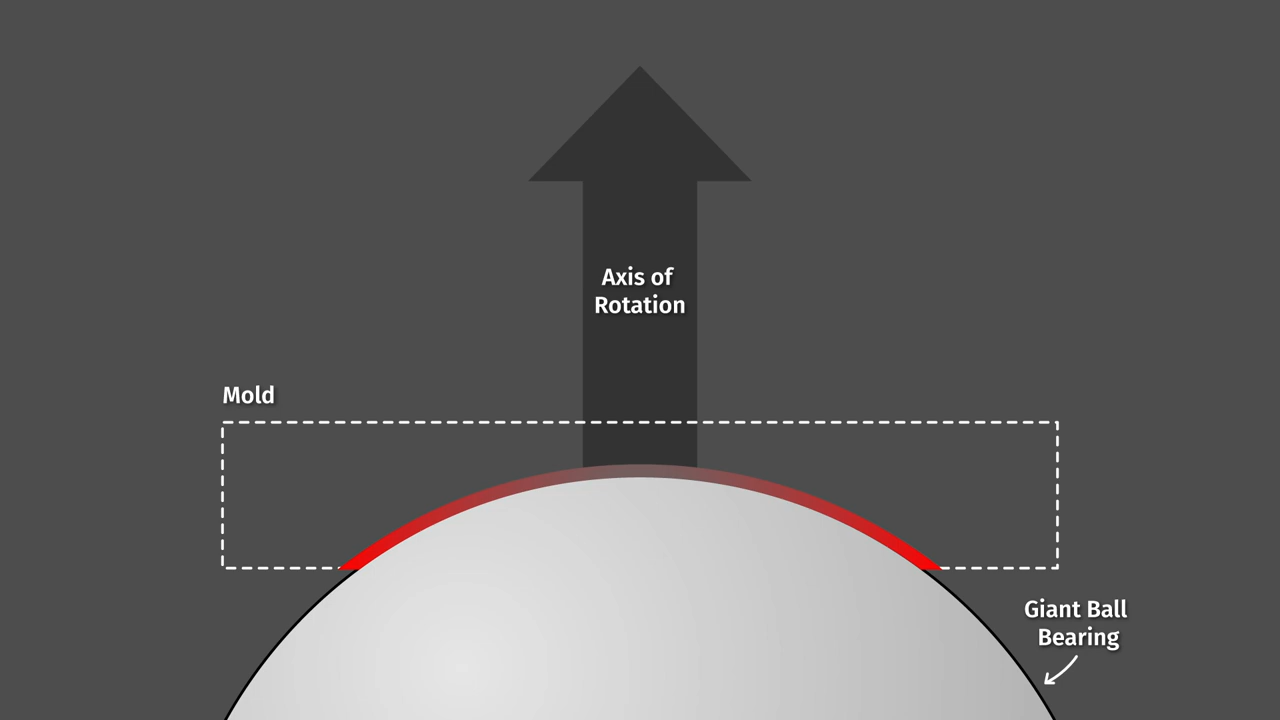 Axis of
Rotation
Mold
Giant Ball
Bearing